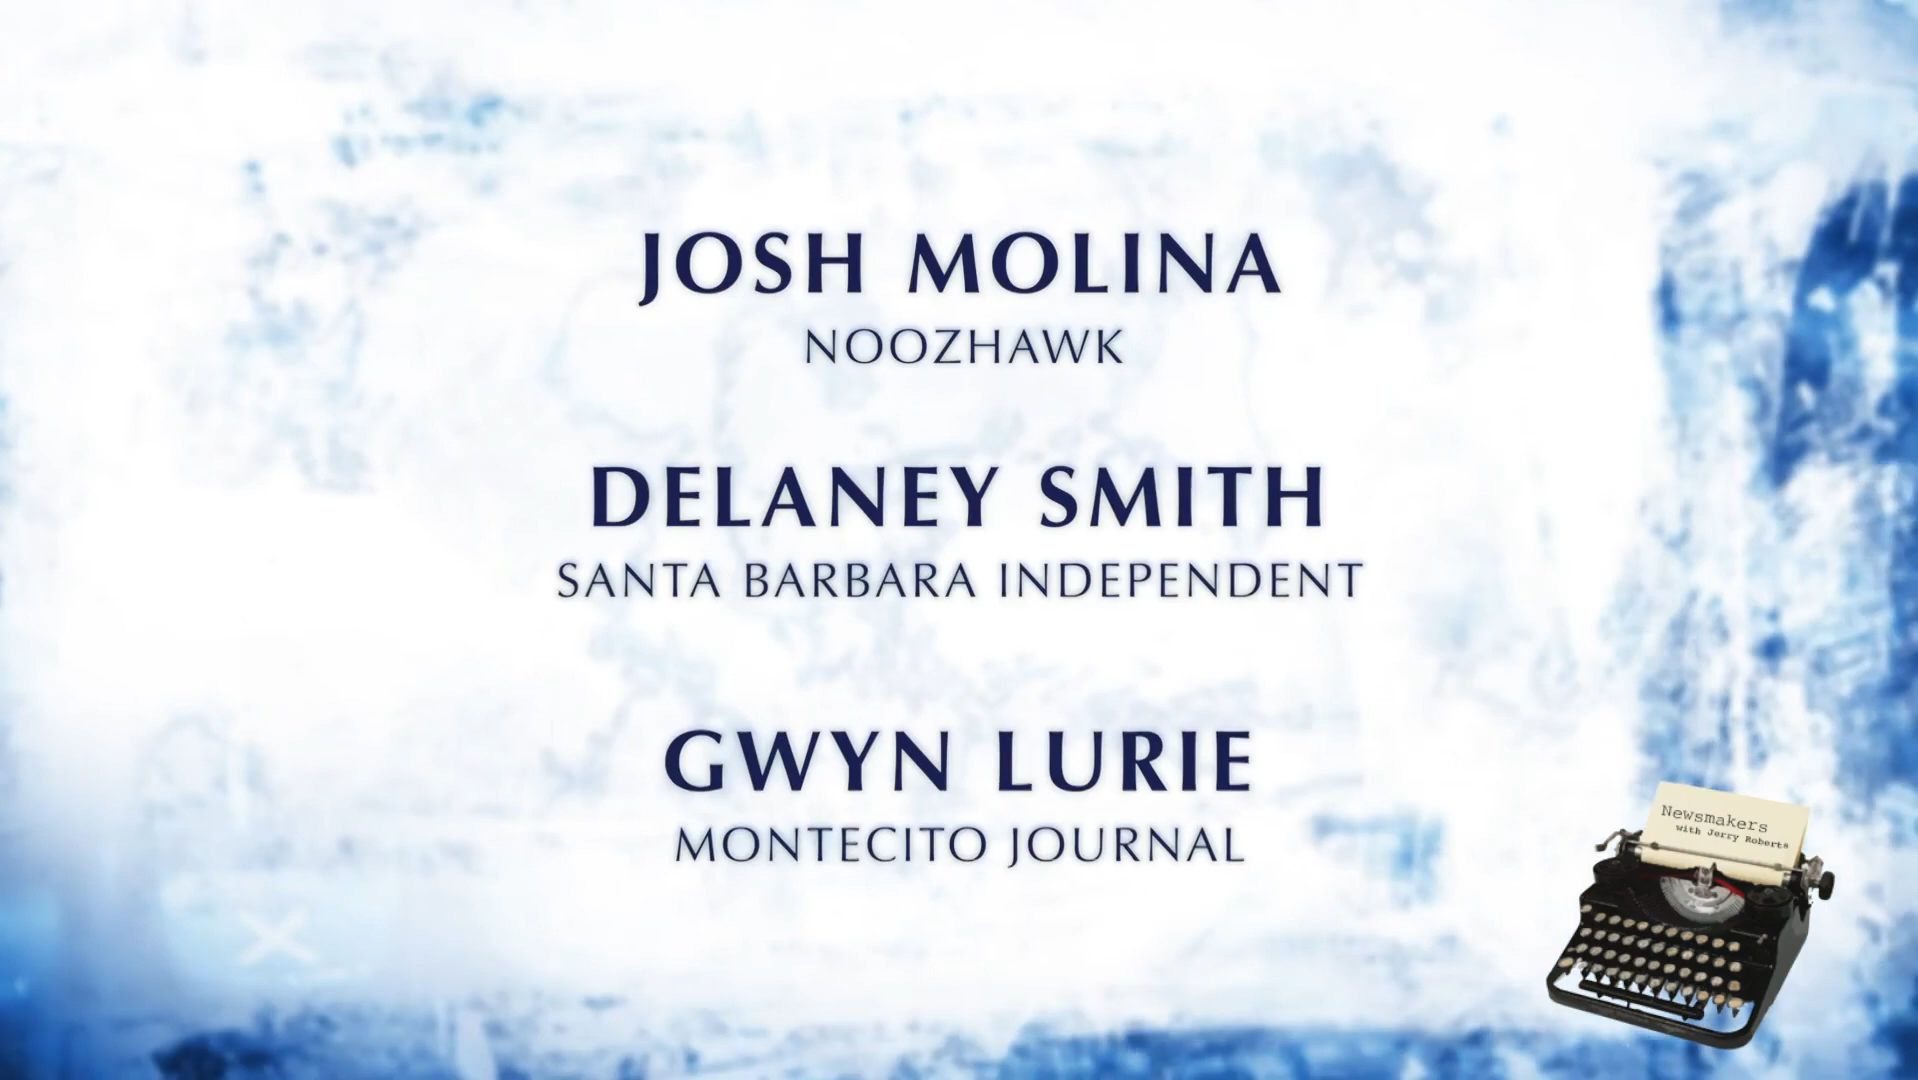 JOSH MOLINA
NOOZHAWK
DELANEY SMITH
SANTA BARBARA INDEPENDENT
GWYN LURIE
MONTECITO JOURNAL
Newsmakers
with Jerry Roberts